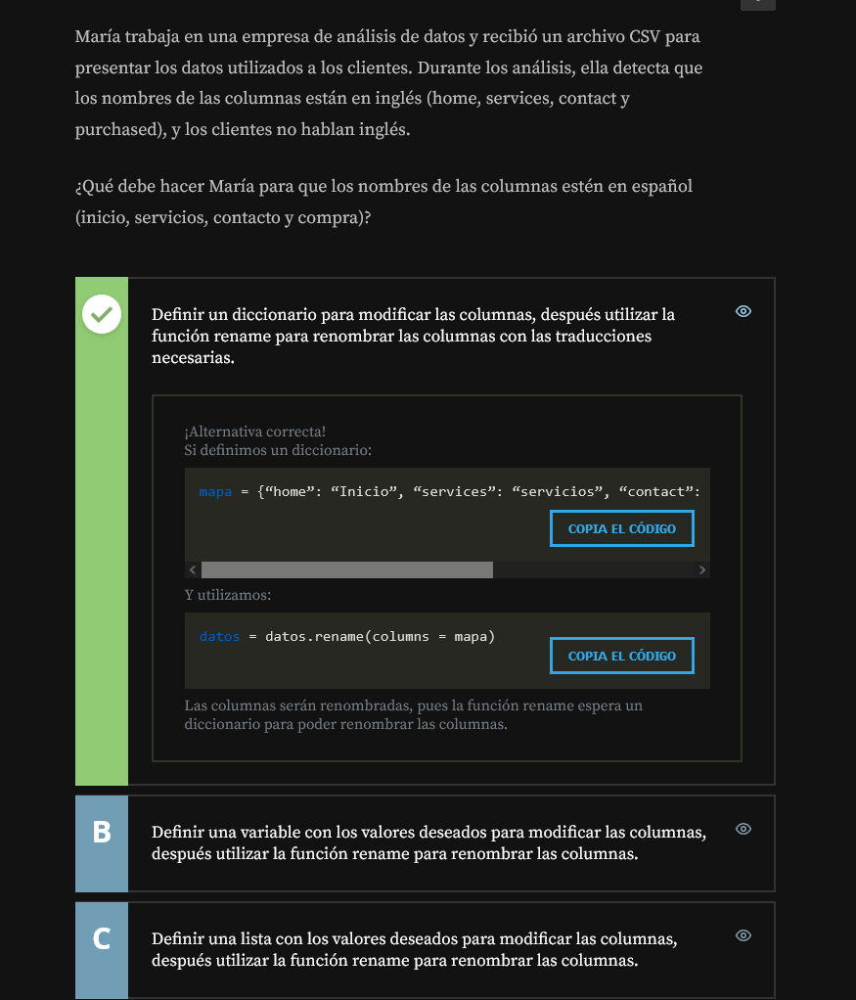 María trabaja en una empresa de análisis de datos y recibió un archivo CSV para
presentar los datos utilizados a los clientes. Durante los análisis, ella detecta que
los nombres de las columnas están en inglés (home, services, contact y
purchased), y los clientes no hablan inglés.
¿Qué debe hacer María para que los nombres de las columnas estén en español
(inicio, servicios, contacto y compra)?
Definir un diccionario para modificar las columnas, después utilizar la
función rename para renombrar las columnas con las traducciones
necesarias.
¡Alternativa correcta!
Si definimos un diccionario:
mapa = {“home”: “Inicio”, “services”: “servicios”, “contact”:
COPIA EL CÓDIGO
Y utilizamos:
datos = datos.rename(columns = mapa)
COPIA EL CÓDIGO
Las columnas serán renombradas, pues la función rename espera un
diccionario para poder renombrar las columnas.
B
Definir una variable con los valores deseados para modificar las columnas,
después utilizar la función rename para renombrar las columnas.
C
Definir una lista con los valores deseados para modificar las columnas,
después utilizar la función rename para renombrar las columnas.